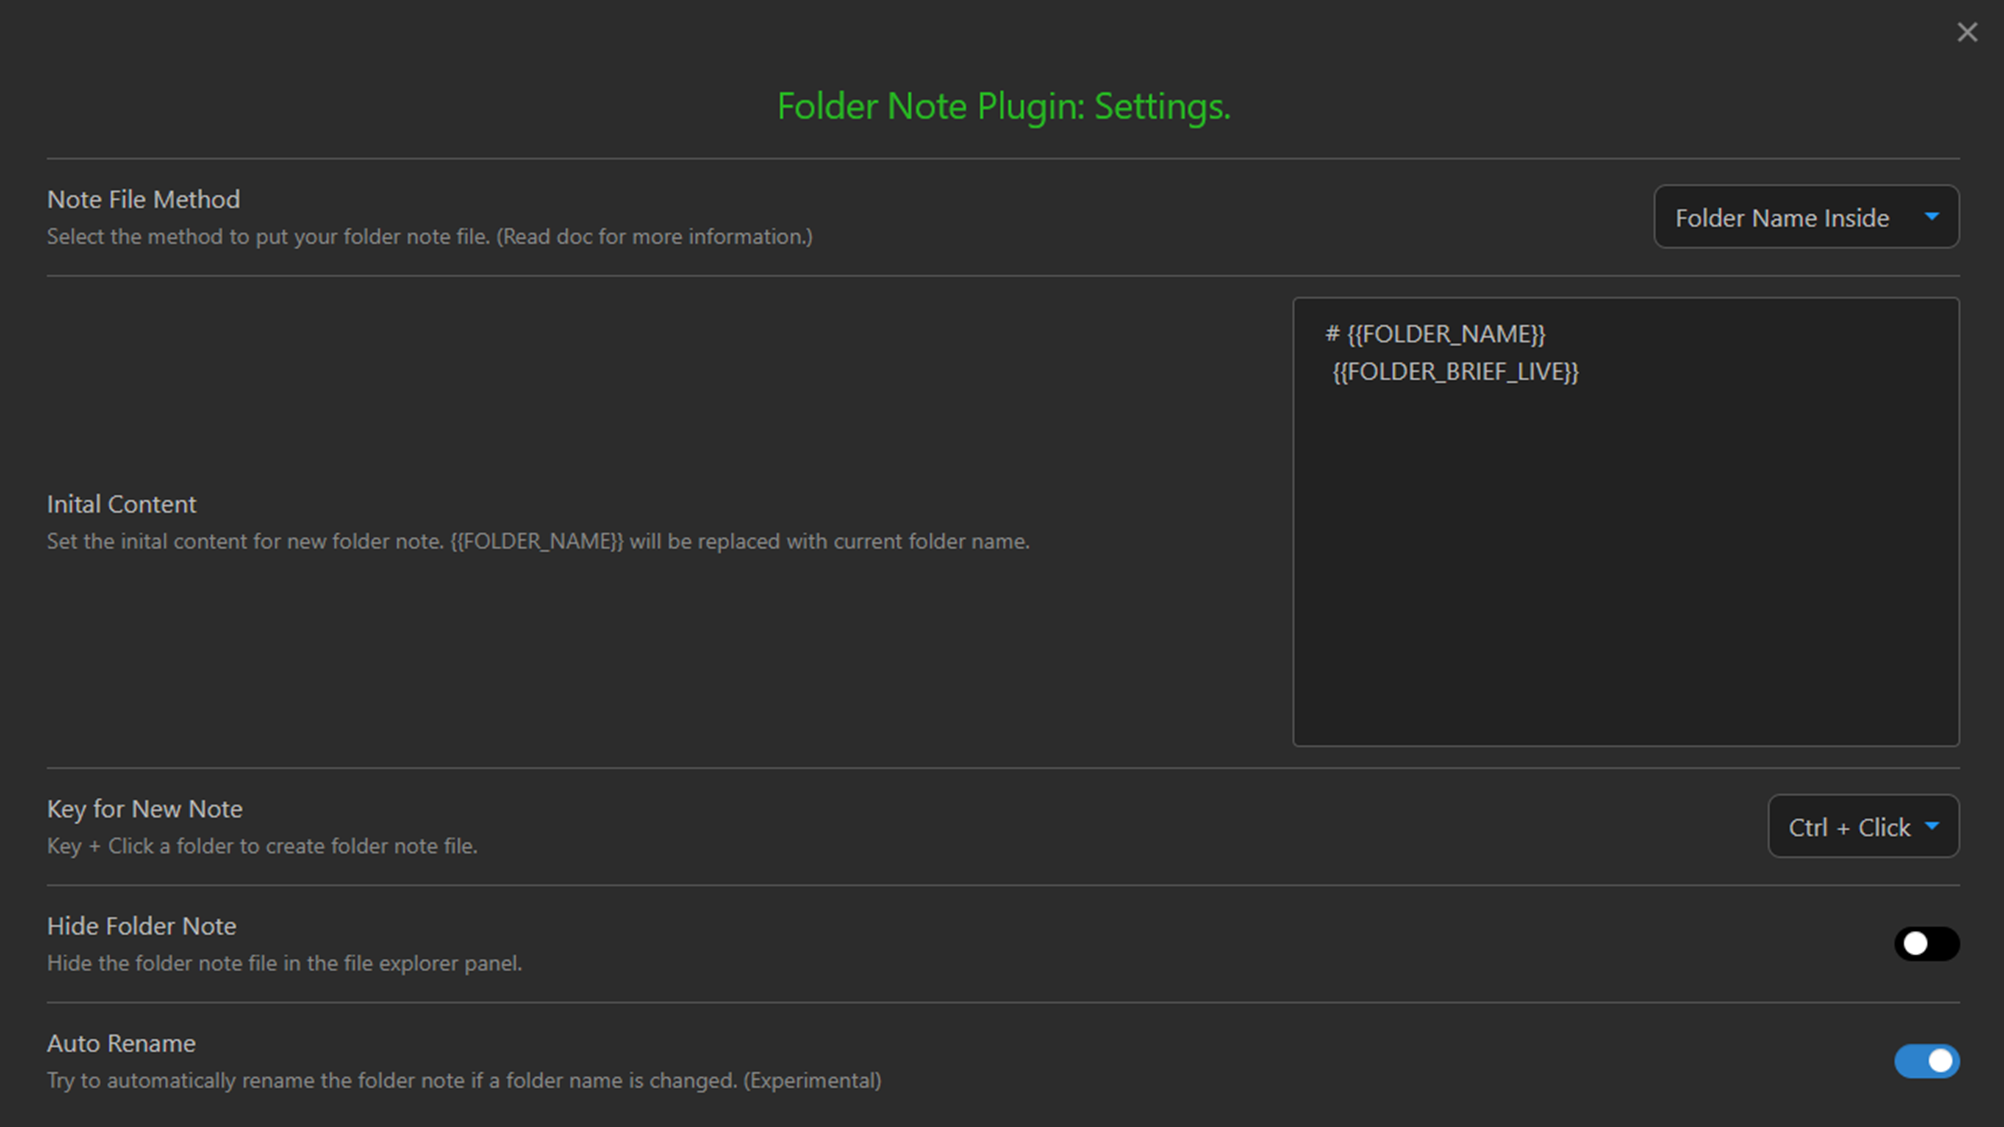 Folder Note Plugin: Settings.
Note File Method
Select the method to put your folder note file. (Read doc for more information.)
Folder Name Inside
# {{FOLDER_NAME}}
{{FOLDER_BRIEF_LIVE}}
Inital Content
Set the inital content for new folder note. {{FOLDER_NAME}} will be replaced with current folder name.
Key for New Note
Key + Click a folder to create folder note file.
Ctrl + Click
Hide Folder Note
Hide the folder note file in the file explorer panel.
Auto Rename
Try to automatically rename the folder note if a folder name is changed. (Experimental)